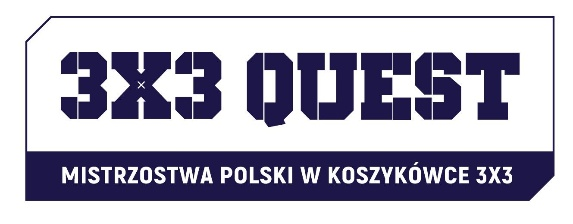 3X3 QUEST
MISTRZOSTWA POLSKI W KOSZYKÓWCE 3X3